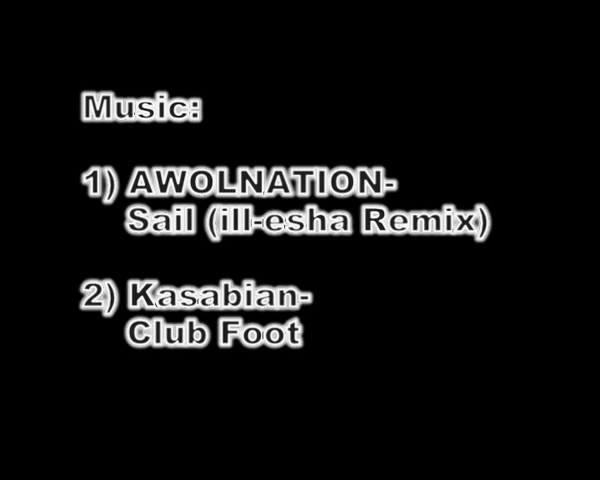 Music:
1) AWOLNATION-
Sail (ill-esha Remix)
2) Kasabian-
Club Foot